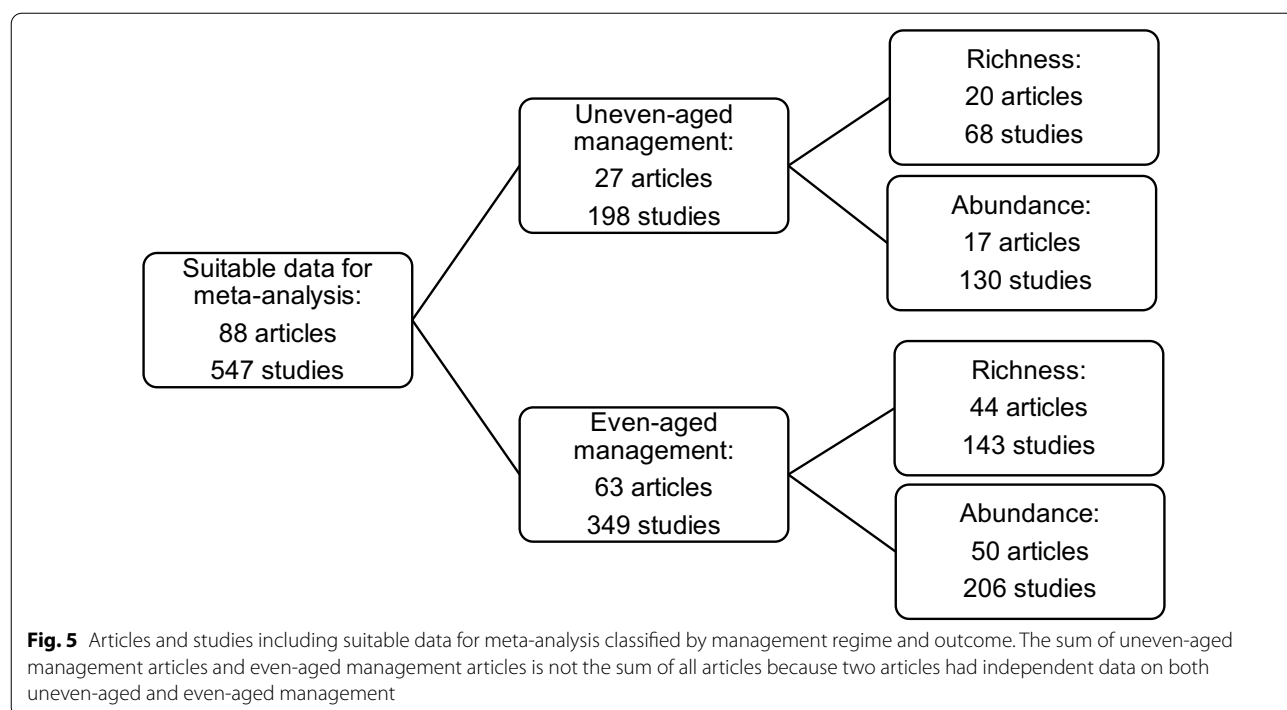 Suitable data for
meta-analysis:
88 articles
547 studies
Uneven-aged
management:
27 articles
198 studies
Richness:
20 articles
68 studies
Abundance:
17 articles
130 studies
Even-aged
management:
63 articles
349 studies
Richness:
44 articles
143 studies
Abundance:
50 articles
206 studies
Fig. 5 Articles and studies including suitable data for meta-analysis classified by management regime and outcome. The sum of uneven-aged
management articles and even-aged management articles is not the sum of all articles because two articles had independent data on both
uneven-aged and even-aged management